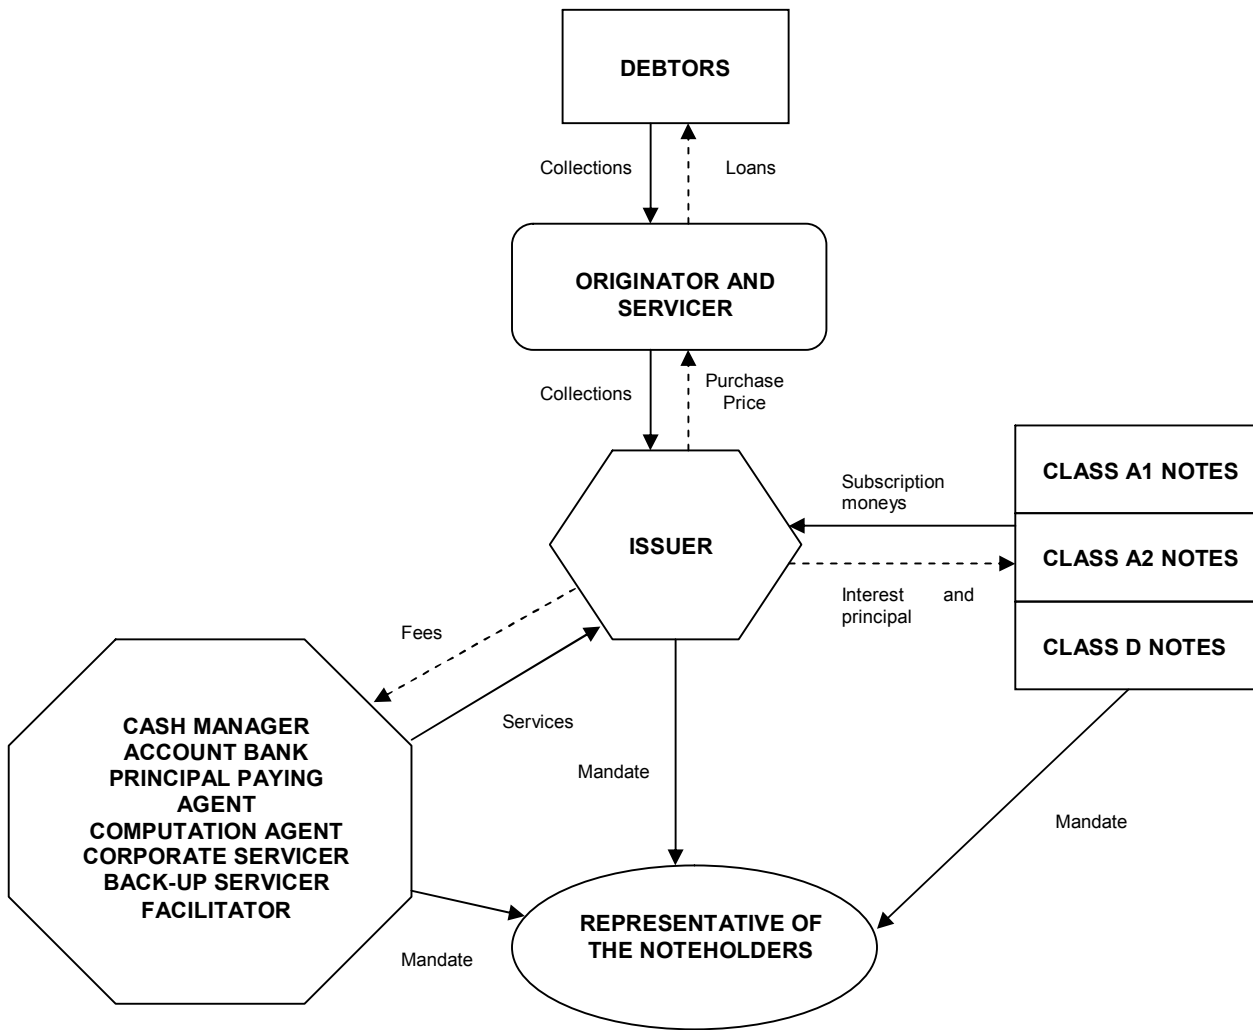 DEBTORS
Collections
Loans
ORIGINATOR AND
SERVICER
Collections
Purchase
Price
CLASS A1 NOTES
Subscription
moneys
ISSUER
CLASS A2 NOTES
Interest and
principal
Fees
CLASS D NOTES
Services
CASH MANAGER
ACCOUNT BANK
PRINCIPAL PAYING
AGENT
COMPUTATION AGENT
CORPORATE SERVICER
BACK-UP SERVICER
FACILITATOR
Mandate
Mandate
REPRESENTATIVE OF
THE NOTEHOLDERS
Mandate